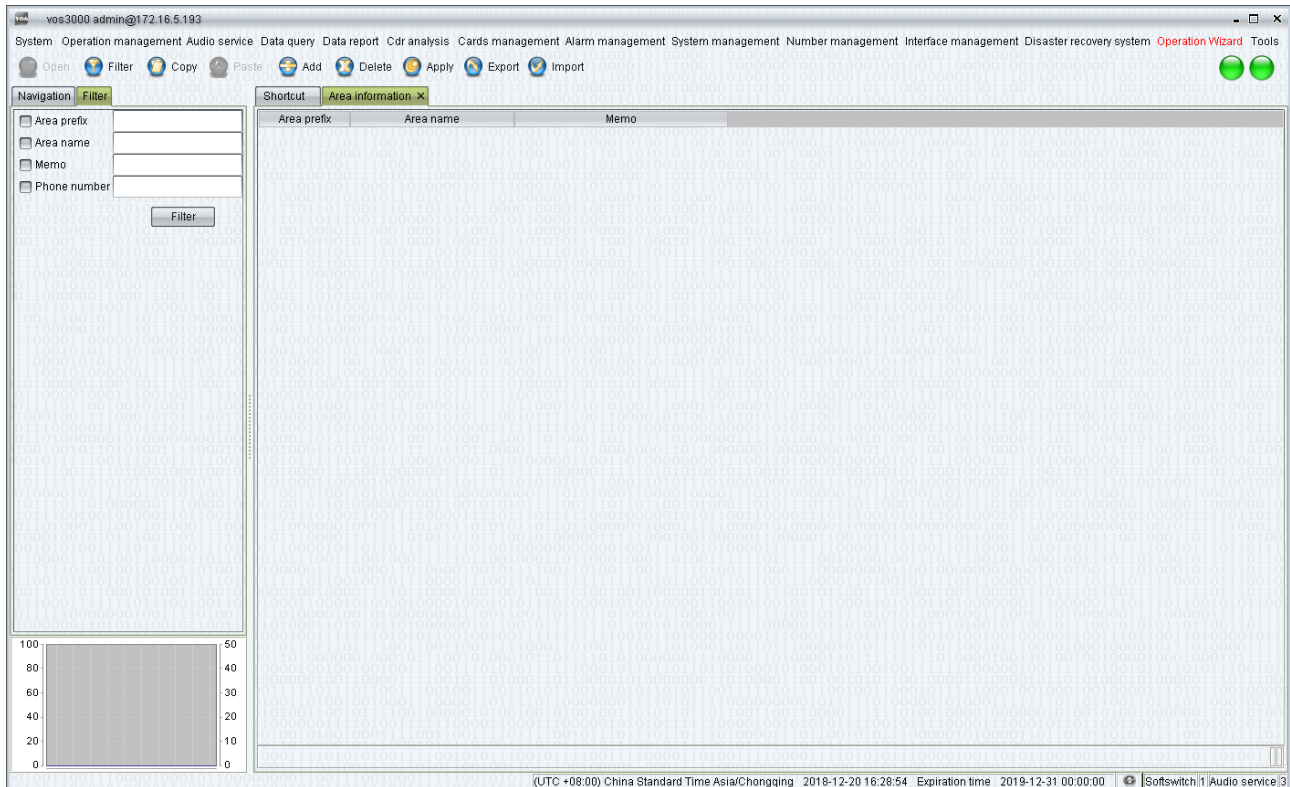 vos vos3000 admin@172.16.5.193
System Operation management Audio service Data query Data report Cdr analysis Cards management Alarm management System management Number management Interface management Disaster recovery system Operation Wizard Tools
Open Filter Copy Paste Add Delete Apply Export Import
Navigation Filter Shortcut Area information ×
Area prefix
Area name
Memo
Phone number
Filter
Area prefix Area name Memo
100 50
80 40
60 30
40 20
20 10
0 0
(UTC +08:00) China Standard Time Asia/Chongqing 2018-12-20 16:28:54 Expiration time 2019-12-31 00:00:00 Softswitch 1 Audio service 3